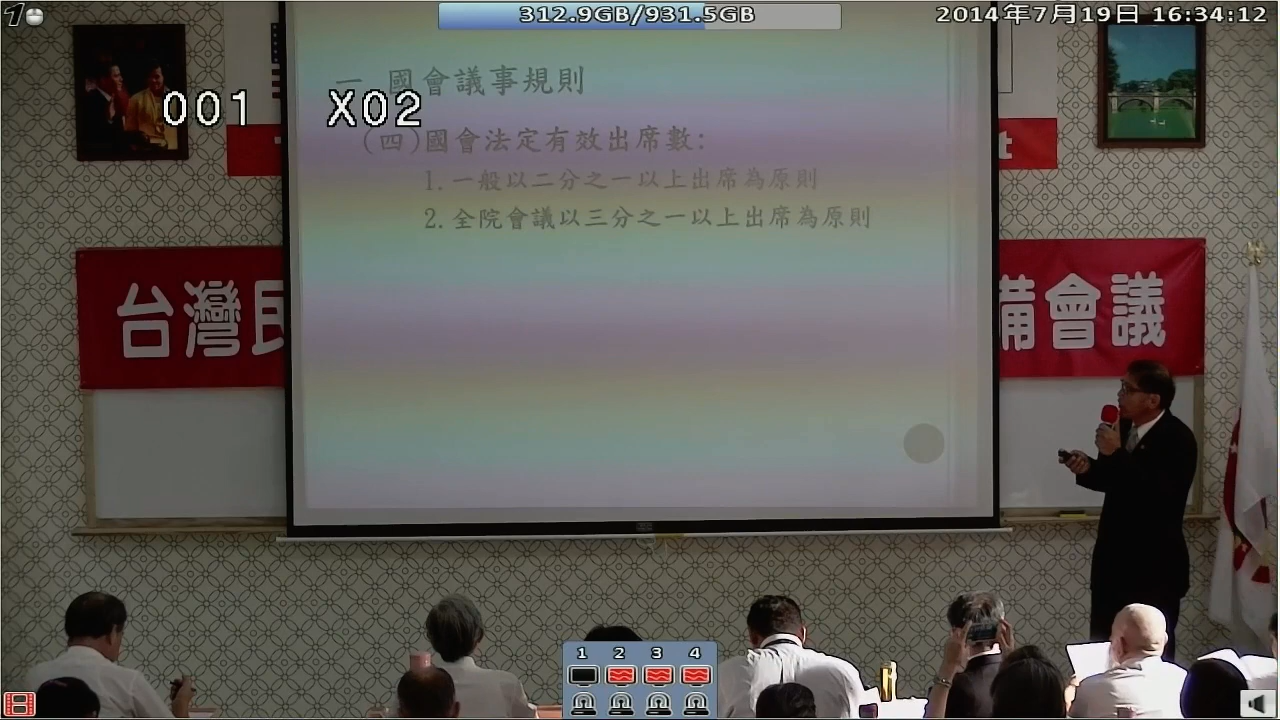 312.9GB/931.5GB
2014年7月19日 16:34:12
001 X02
一. 國會議事規則
(四)國會法定有效出席數:
1. 一般以二分之一以上出席為原則
2. 全院會議以三分之一以上出席為原則
t
台灣民
備會議
1 2 3 4